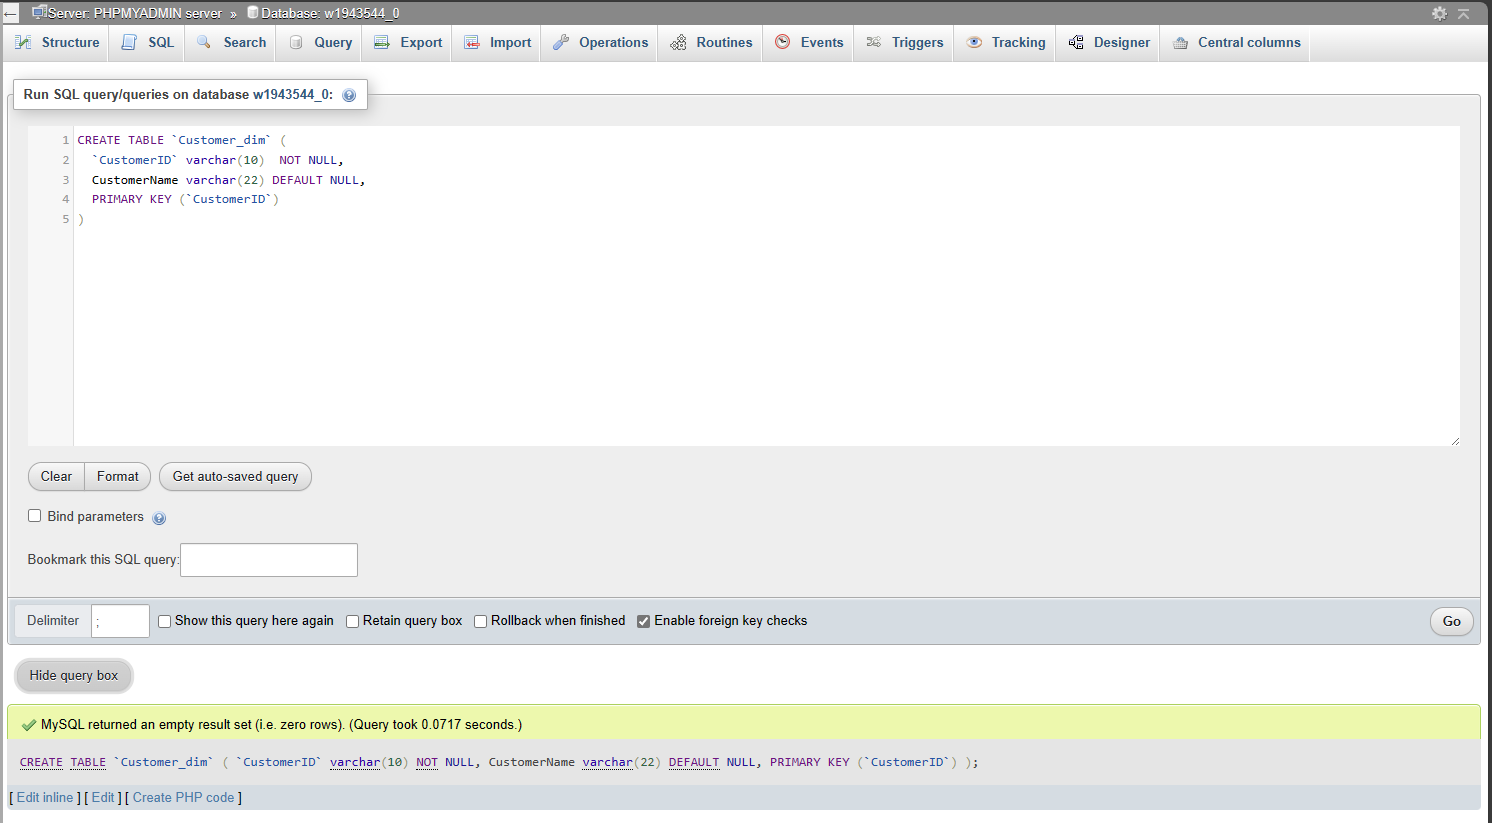 Server: PHPMYADMIN server » Database: w1943544_0
Structure SQL Search Query Export Import Operations Routines Events Triggers Tracking Designer Central columns
Run SQL query/queries on database w1943544_0:
1 CREATE TABLE `Customer_dim` (
2 `CustomerID` varchar(10)  NOT NULL,
3 CustomerName varchar(22) DEFAULT NULL,
4 PRIMARY KEY (`CustomerID`)
5 )
Clear Format Get auto-saved query
Bind parameters
Bookmark this SQL query:
Delimiter ; Show this query here again Retain query box Rollback when finished Enable foreign key checks Go
Hide query box
MySQL returned an empty result set (i.e. zero rows). (Query took 0.0717 seconds.)
CREATE TABLE `Customer_dim` ( `CustomerID` varchar(10) NOT NULL, CustomerName varchar(22) DEFAULT NULL, PRIMARY KEY (`CustomerID`) );
[ Edit inline ] [ Edit ] [ Create PHP code ]